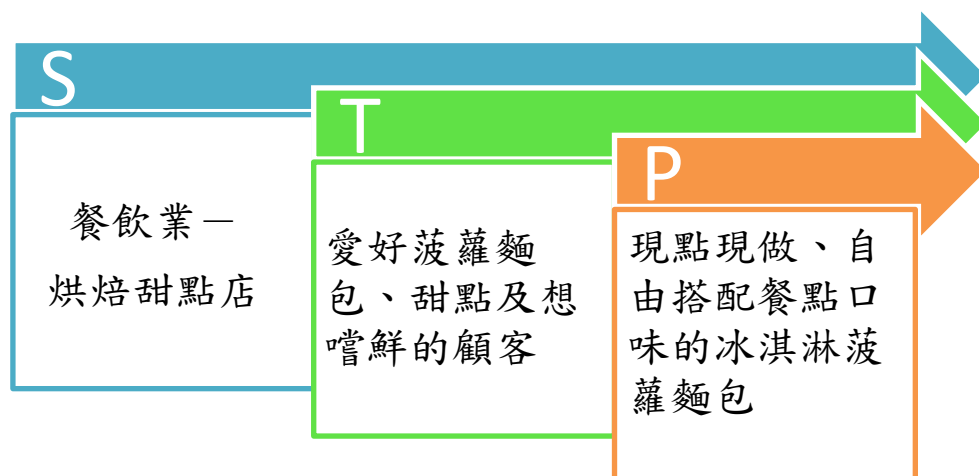 S
餐飲業－
烘焙甜點店
T
愛好菠蘿麵
包、甜點及想
嚐鮮的顧客
P
現點現做、自
由搭配餐點口
味的冰淇淋菠
蘿麵包